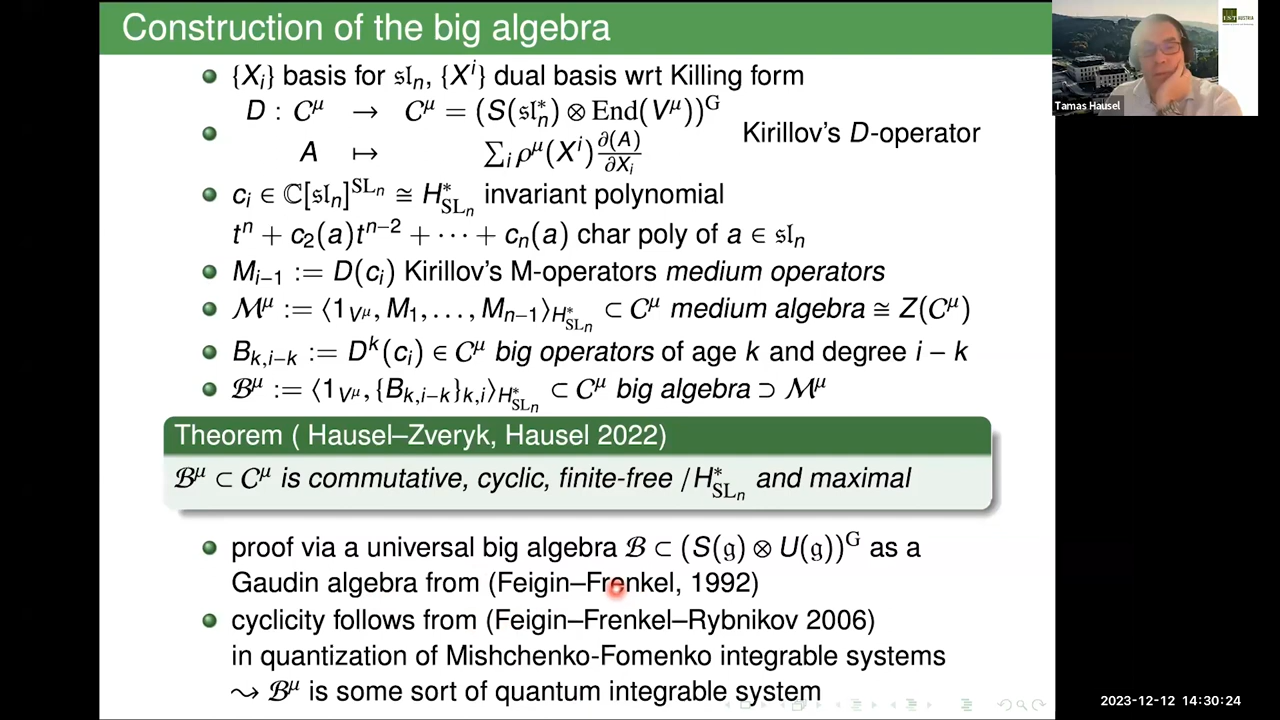 Construction of the big algebra
{X_i} basis for 𝔰𝔩_n, {X^i} dual basis wrt Killing form
D : C^μ → C^μ = (S(𝔰𝔩_n^*) ⊗ End(V^μ))^G
A ↦ ∑_i ρ^μ(X^i) ∂(A)/∂X_i
Kirillov's D-operator
c_i ∈ ℂ[𝔰𝔩_n]^{SL_n} ≅ H^*_{SL_n} invariant polynomial
t^n + c_2(a)t^{n−2} + ⋯ + c_n(a) char poly of a ∈ 𝔰𝔩_n
M_{i−1} := D(c_i) Kirillov's M-operators medium operators
ℳ^μ := ⟨1_{V^μ}, M_1, . . . , M_{n−1}⟩_{H^*_{SL_n}} ⊂ C^μ medium algebra ≅ Z(C^μ)
B_{k,i−k} := D^k(c_i) ∈ C^μ big operators of age k and degree i − k
ℬ^μ := ⟨1_{V^μ}, {B_{k,i−k}}_{k,i}⟩_{H^*_{SL_n}} ⊂ C^μ big algebra ⊃ ℳ^μ
Theorem ( Hausel–Zveryk, Hausel 2022)
ℬ^μ ⊂ C^μ is commutative, cyclic, finite-free /H^*_{SL_n} and maximal
proof via a universal big algebra ℬ ⊂ (S(𝔤) ⊗ U(𝔤))^G as a
Gaudin algebra from (Feigin–Frenkel, 1992)
cyclicity follows from (Feigin–Frenkel–Rybnikov 2006)
in quantization of Mishchenko-Fomenko integrable systems
⇝ ℬ^μ is some sort of quantum integrable system
Tamas Hausel
2023-12-12 14:30:24